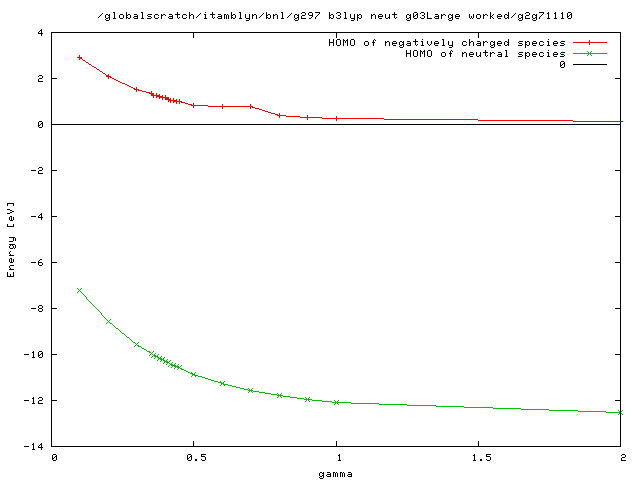 /globalscratch/itamblyn/bnl/g297 b3lyp neut g03Large worked/g2g71110
HOMO of negatively charged species
HOMO of neutral species
0
4
2
0
-2
-4
-6
-8
-10
-12
-14
Energy [eV]
0 0.5 1 1.5 2
gamma